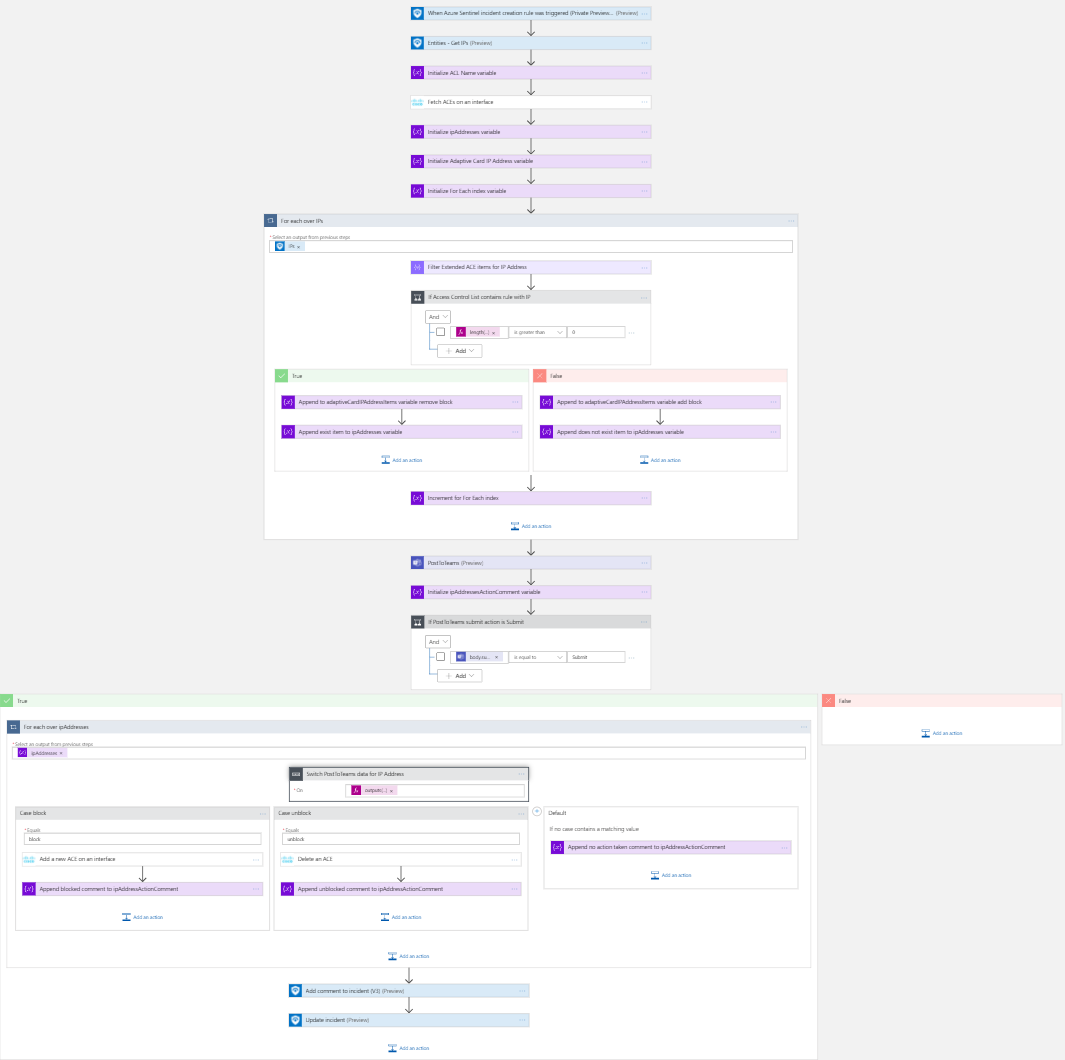 When Azure Sentinel incident creation rule was triggered (Private Preview... (Preview)
Entities - Get IPs (Preview)
Initialize ACL Name variable
Fetch ACEs on an interface
Initialize ipAddresses variable
Initialize Adaptive Card IP Address variable
Initialize For Each index variable
For each over IPs
* Select an output from previous steps
IPs ×
Filter Extended ACE items for IP Address
If Access Control List contains rule with IP
And
length(...) × is greater than 0
+ Add
True
False
Append to adaptiveCardIPAddressItems variable remove block
Append to adaptiveCardIPAddressItems variable add block
Append exist item to ipAddresses variable
Append does not exist item to ipAddresses variable
Add an action
Add an action
Increment for For Each index
Add an action
PostToTeams (Preview)
Initialize ipAddressesActionComment variable
If PostToTeams submit action is Submit
And
body.su... × is equal to Submit
+ Add
True
False
For each over ipAddresses
Add an action
* Select an output from previous steps
ipAddresses ×
Switch PostToTeams data for IP Address
* On outputs(...) ×
Case block
Case unblock
Default
* Equals
* Equals
If no case contains a matching value
block
unblock
Append no action taken comment to ipAddressActionComment
Add a new ACE on an interface
Delete an ACE
Add an action
Append blocked comment to ipAddressActionComment
Append unblocked comment to ipAddressActionComment
Add an action
Add an action
Add an action
Add comment to incident (V3) (Preview)
Update incident (Preview)
Add an action